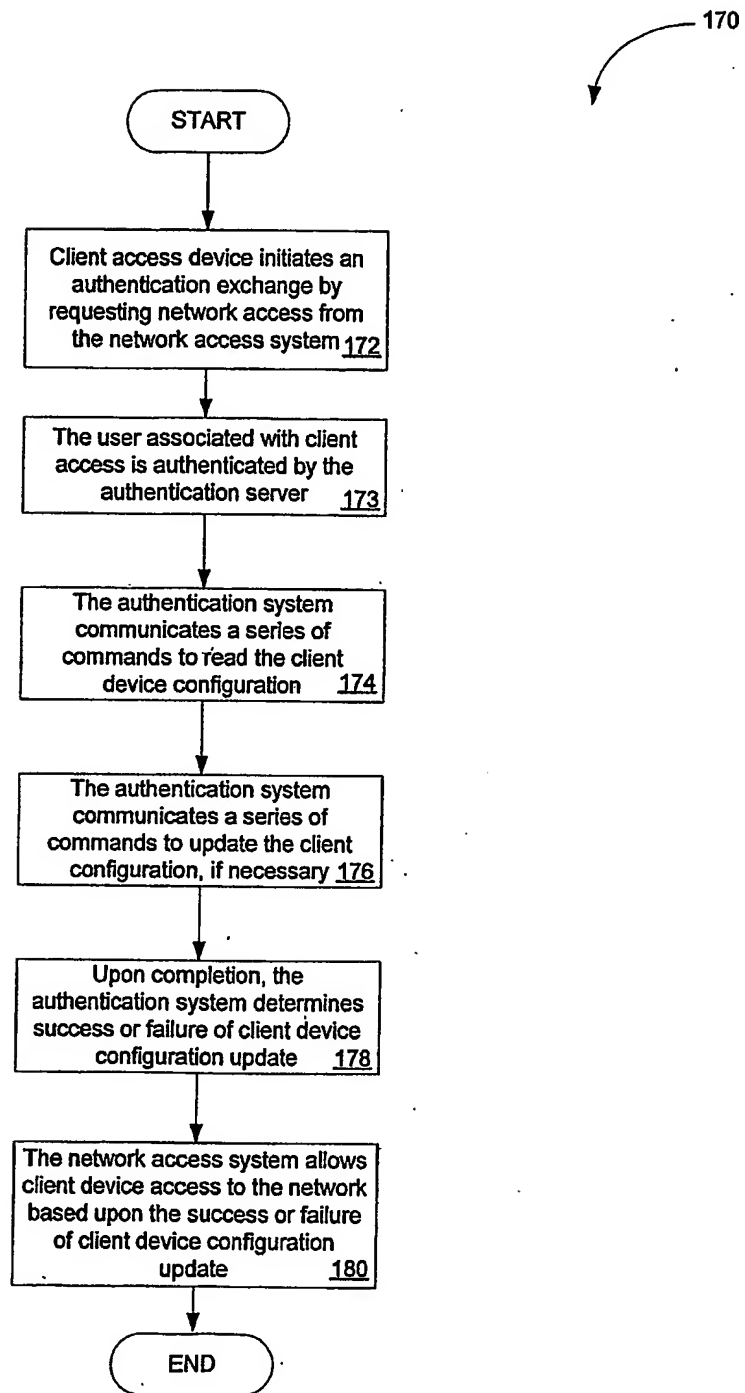 170
START
Client access device initiates an
authentication exchange by
requesting network access from
the network access system 172
The user associated with client
access is authenticated by the
authentication server 173
The authentication system
communicates a series of
commands to read the client
device configuration 174
The authentication system
communicates a series of
commands to update the client
configuration, if necessary 176
Upon completion, the
authentication system determines
success or failure of client device
configuration update 178
The network access system allows
client device access to the network
based upon the success or failure
of client device configuration
update 180
END